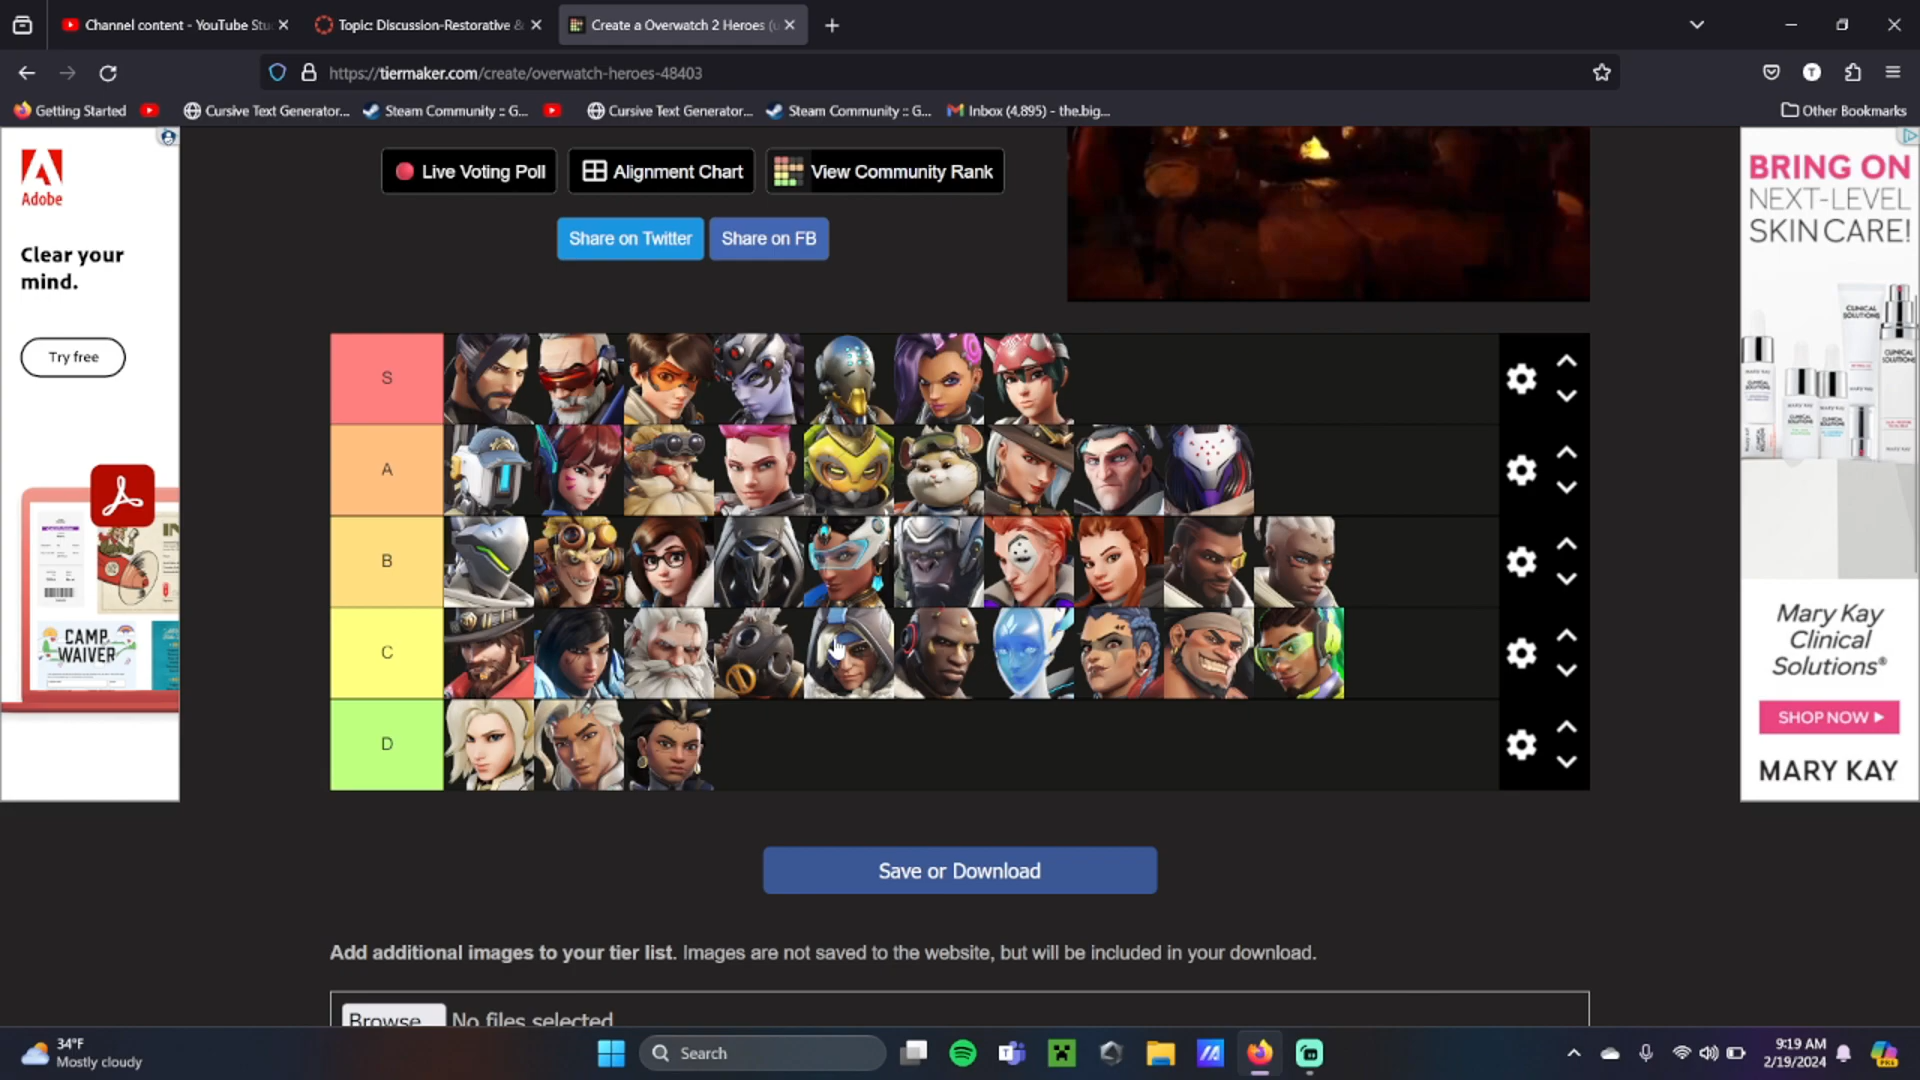 Channel content - YouTube Stu
Topic: Discussion-Restorative &
Create a Overwatch 2 Heroes (u
https://tiermaker.com/create/overwatch-heroes-48403
Getting Started
Cursive Text Generator...
Steam Community :: G...
Cursive Text Generator...
Steam Community :: G...
Inbox (4,895) - the.big...
Other Bookmarks
Adobe
Clear your
mind.
Try free
CAMP
WAIVER
Live Voting Poll
Alignment Chart
View Community Rank
Share on Twitter
Share on FB
S
A
B
C
D
Save or Download
Add additional images to your tier list. Images are not saved to the website, but will be included in your download.
Browse...
No files selected.
BRING ON
NEXT-LEVEL
SKIN CARE!
CLINICAL
SOLUTIONS
Mary Kay
Clinical
Solutions®
SHOP NOW
MARY KAY
34°F
Mostly cloudy
Search
9:19 AM
2/19/2024